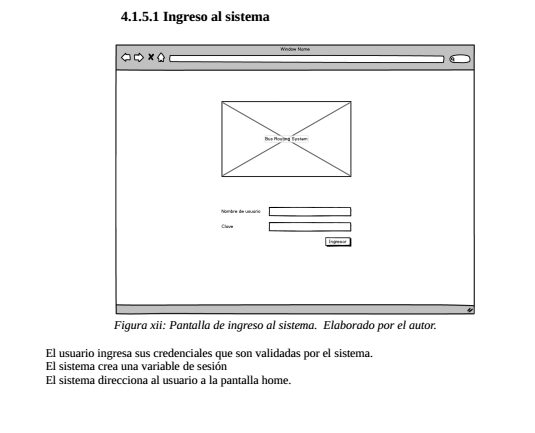 4.1.5.1 Ingreso al sistema
Window Name
Bus Routing System
Nombre de usuario
Clave
Ingresar
Figura xii: Pantalla de ingreso al sistema.  Elaborado por el autor.
El usuario ingresa sus credenciales que son validadas por el sistema.
El sistema crea una variable de sesión
El sistema direcciona al usuario a la pantalla home.